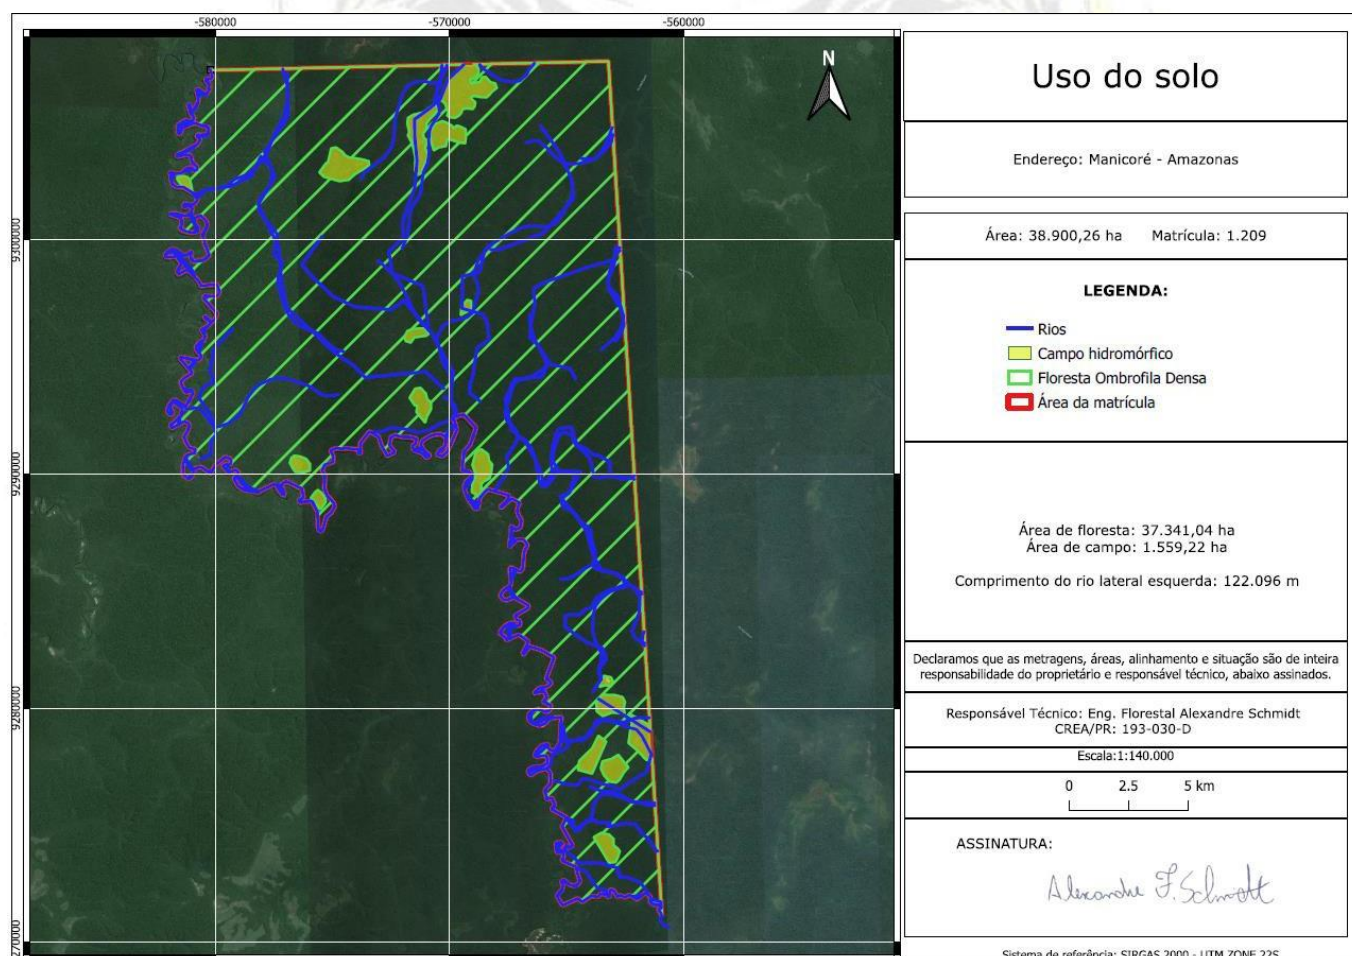 -580000
-570000
-560000
N
9300000
9290000
9280000
270000
Uso do solo
Endereço: Manicoré - Amazonas
Área: 38.900,26 ha Matrícula: 1.209
LEGENDA:
Rios
Campo hidromórfico
Floresta Ombrofila Densa
Área da matrícula
Área de floresta: 37.341,04 ha
Área de campo: 1.559,22 ha
Comprimento do rio lateral esquerda: 122.096 m
Declaramos que as metragens, áreas, alinhamento e situação são de inteira
responsabilidade do proprietário e responsável técnico, abaixo assinados.
Responsável Técnico: Eng. Florestal Alexandre Schmidt
CREA/PR: 193-030-D
Escala:1:140.000
0 2.5 5 km
ASSINATURA:
Alexandre F. Schmidt
Sistema de referência: SIRGAS 2000 - UTM ZONE 22S